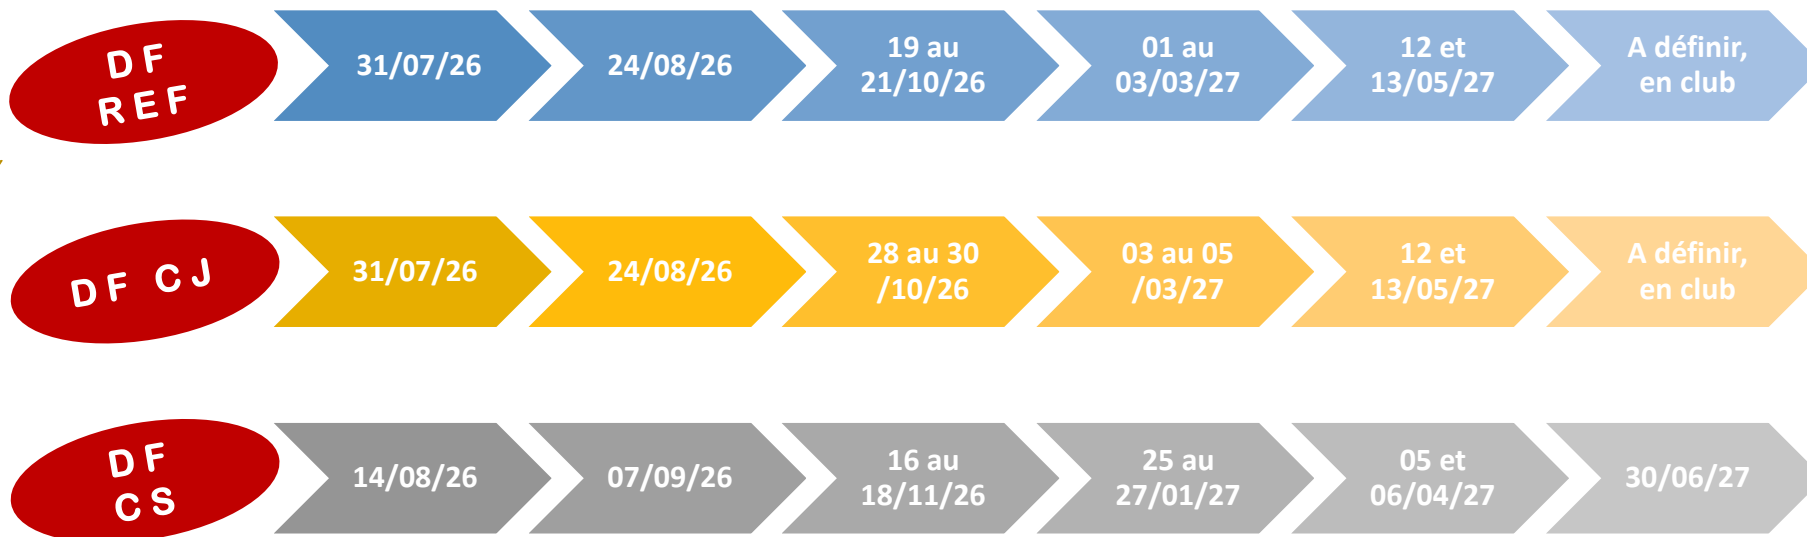 DF
REF
31/07/26
24/08/26
19 au
21/10/26
01 au
03/03/27
12 et
13/05/27
A définir,
en club
DF CJ
31/07/26
24/08/26
28 au 30
/10/26
03 au 05
/03/27
12 et
13/05/27
A définir,
en club
DF
CS
14/08/26
07/09/26
16 au
18/11/26
25 au
27/01/27
05 et
06/04/27
30/06/27